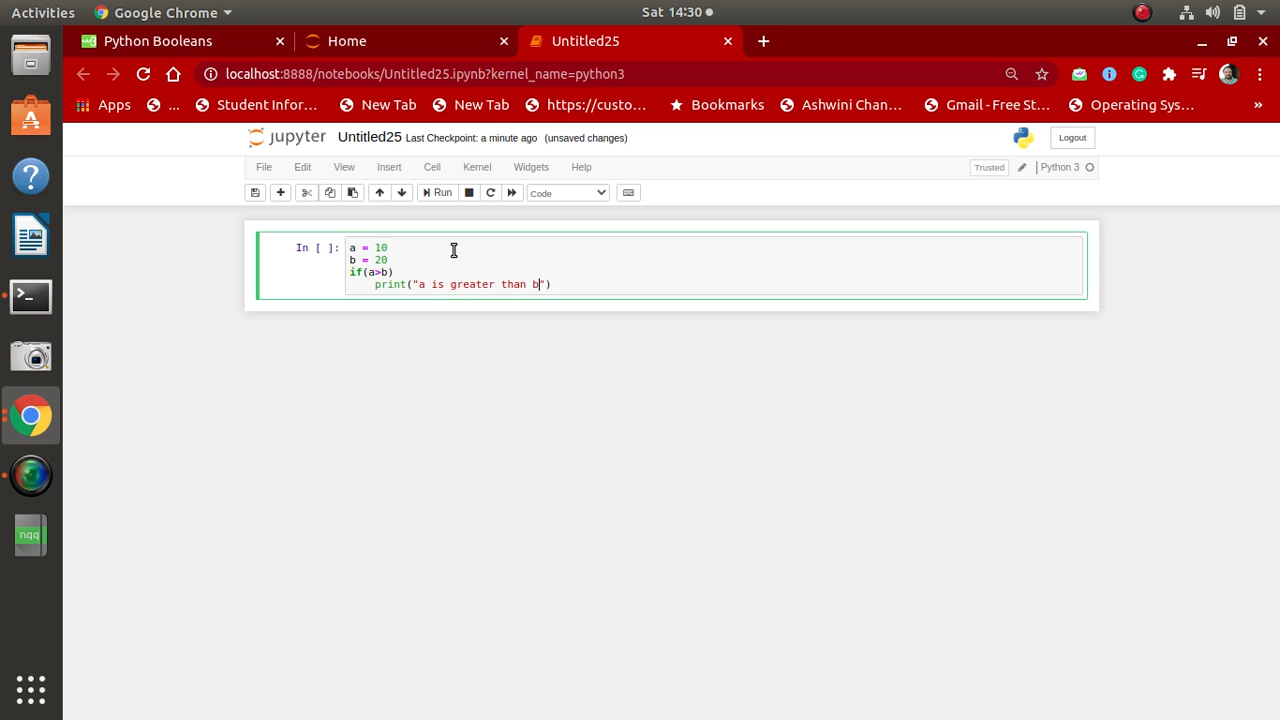 Activities Google Chrome Sat 14:30
Python Booleans Home Untitled25
localhost:8888/notebooks/Untitled25.ipynb?kernel_name=python3
Apps ... Student Infor... New Tab New Tab https://custo... Bookmarks Ashwini Chan... Gmail - Free St... Operating Sys... »
jupyter Untitled25 Last Checkpoint: a minute ago (unsaved changes) Logout
File Edit View Insert Cell Kernel Widgets Help Trusted Python 3
Run Code
In [ ]: a = 10
b = 20
if(a>b)
print("a is greater than b")
nqq